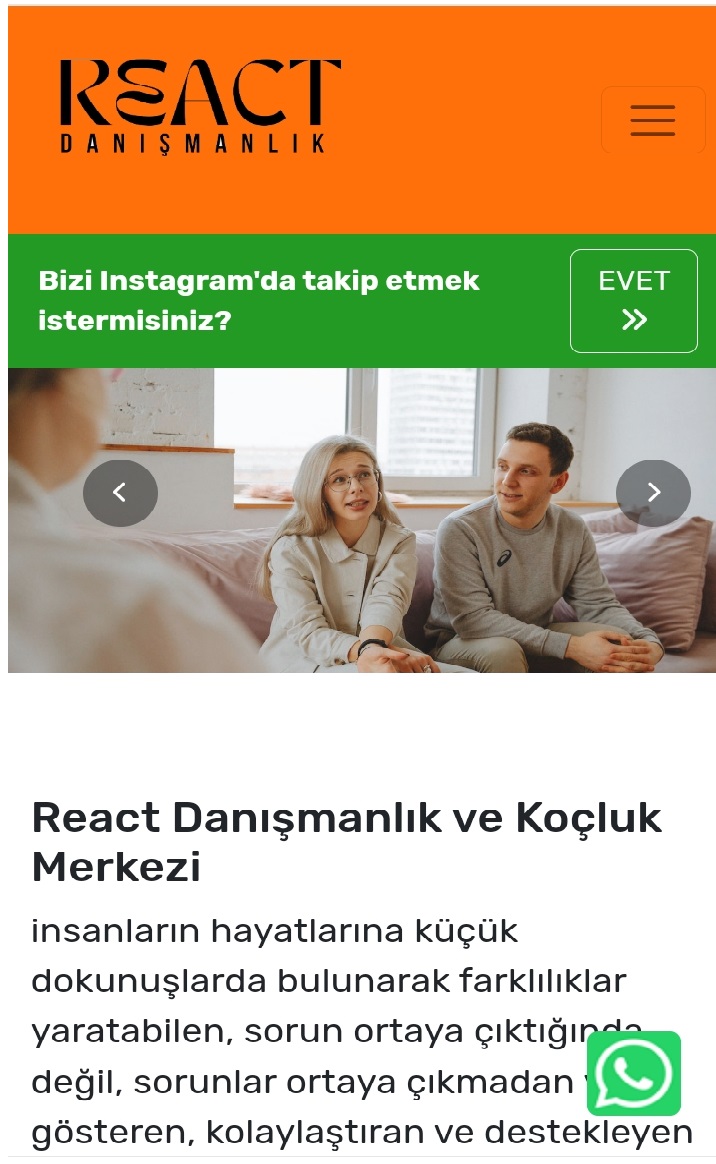 REACT
DANIŞMANLIK
Bizi Instagram'da takip etmek
istermisiniz?
EVET
React Danışmanlık ve Koçluk
Merkezi
insanların hayatlarına küçük
dokunuşlarda bulunarak farklılıklar
yaratabilen, sorun ortaya çıktığında
değil, sorunlar ortaya çıkmadan
gösteren, kolaylaştıran ve destekleyen